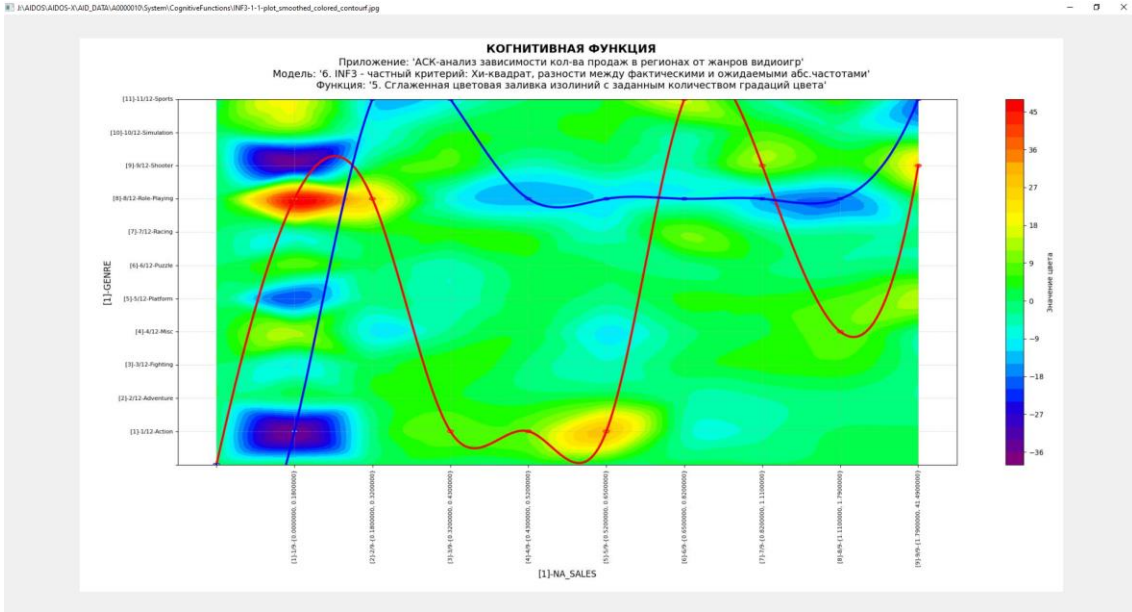 J:\AIDOS\AIDOS-X\AID_DATA\A0000010\System\CognitiveFunctions\INF3-1-1-plot_smoothed_colored_contourf.jpg
КОГНИТИВНАЯ ФУНКЦИЯ
Приложение: 'АСК-анализ зависимости кол-ва продаж в регионах от жанров видиоигр'
Модель: '6. INF3 - частный критерий: Хи-квадрат, разности между фактическими и ожидаемыми абс.частотами'
Функция: '5. Сглаженная цветовая заливка изолиний с заданным количеством градаций цвета'
[1]-GENRE
[11]-11/12-Sports
[10]-10/12-Simulation
[9]-9/12-Shooter
[8]-8/12-Role-Playing
[7]-7/12-Racing
[6]-6/12-Puzzle
[5]-5/12-Platform
[4]-4/12-Misc
[3]-3/12-Fighting
[2]-2/12-Adventure
[1]-1/12-Action
[1]-1/9-{0.0000000, 0.1800000}
[2]-2/9-{0.1800000, 0.3200000}
[3]-3/9-{0.3200000, 0.4300000}
[4]-4/9-{0.4300000, 0.5200000}
[5]-5/9-{0.5200000, 0.6500000}
[6]-6/9-{0.6500000, 0.8200000}
[7]-7/9-{0.8200000, 1.1100000}
[8]-8/9-{1.1100000, 1.7900000}
[9]-9/9-{1.7900000, 41.4900000}
[1]-NA_SALES
45
36
27
18
9
0
−9
−18
−27
−36
Значение цвета